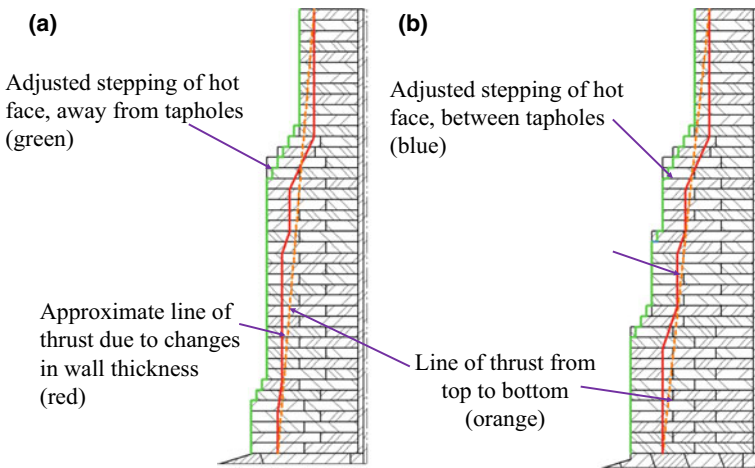 (a)
Adjusted stepping of hot
face, away from tapholes
(green)
Approximate line of
thrust due to changes
in wall thickness
(red)
(b)
Adjusted stepping of hot
face, between tapholes
(blue)
Line of thrust from
top to bottom
(orange)